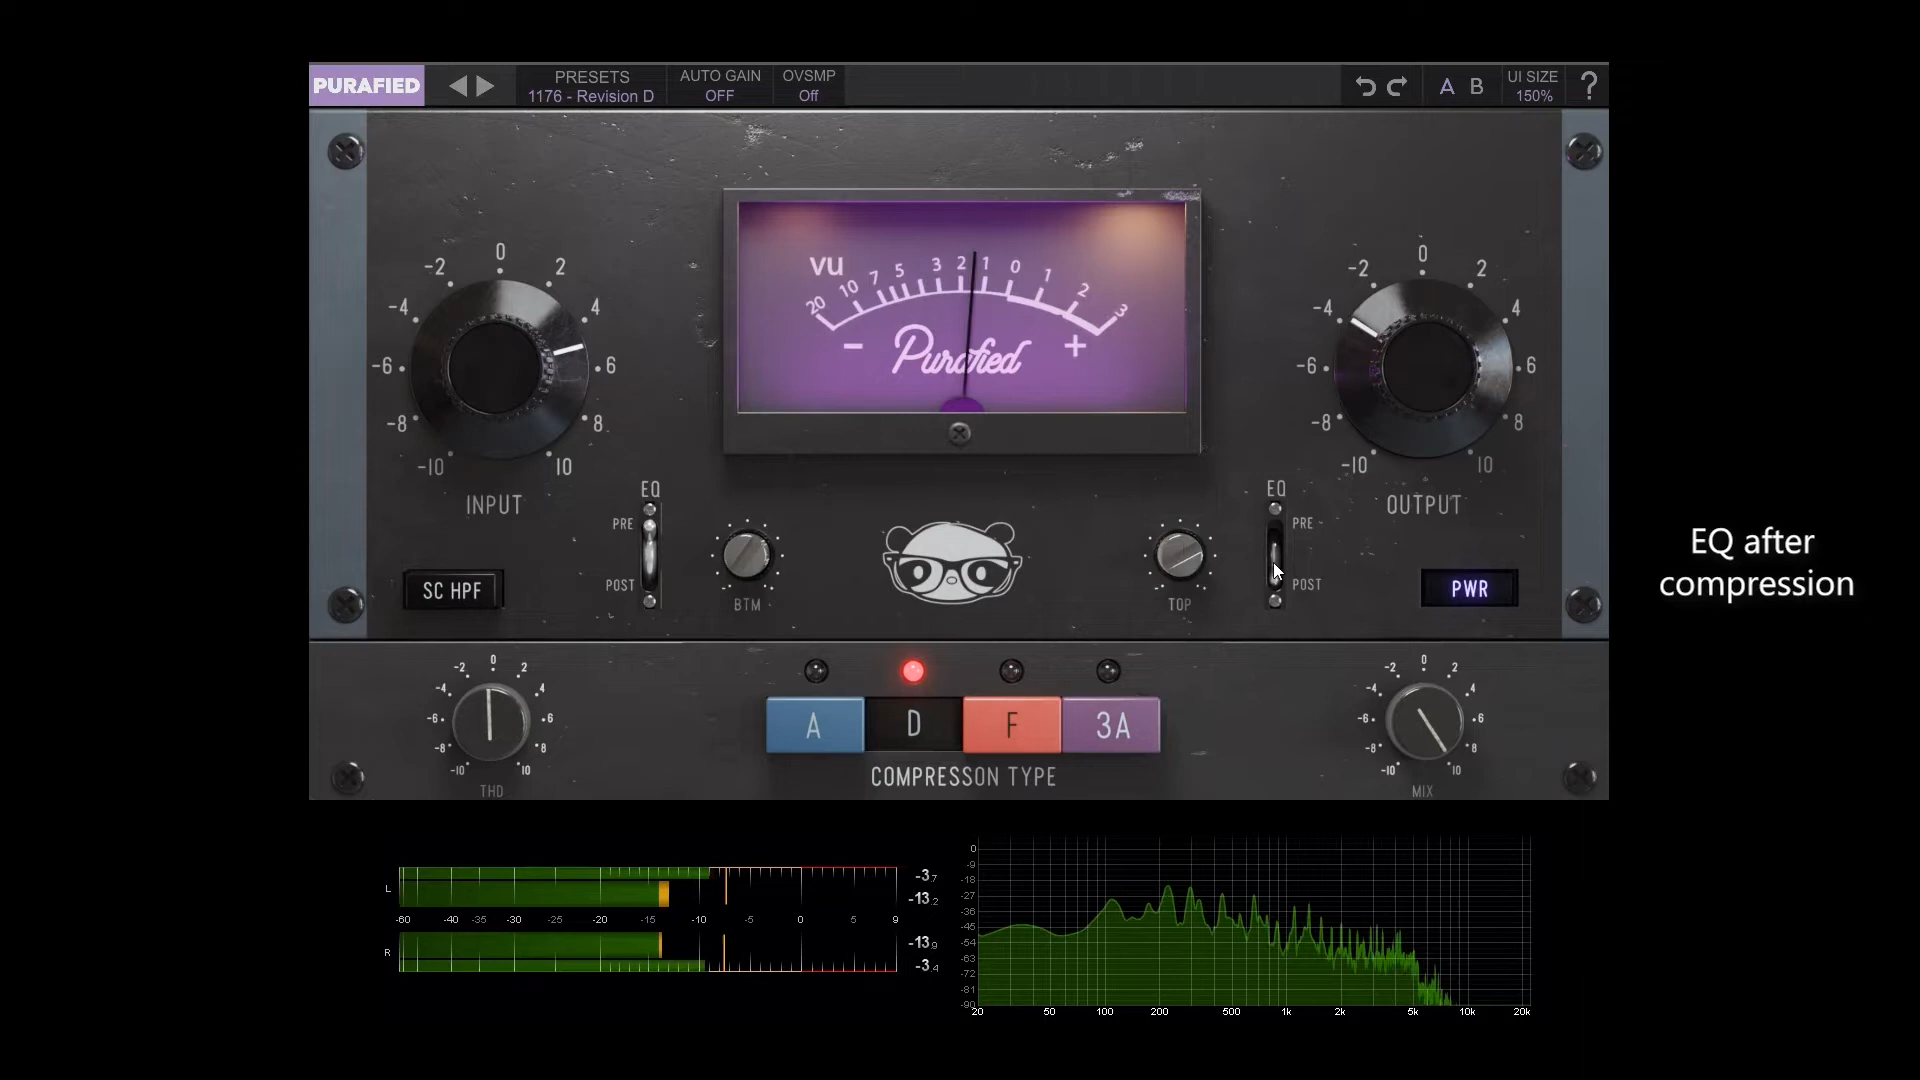 PURAFIED
PRESETS
1176 - Revision D
AUTO GAIN
OFF
OVSMP
Off
A B
UI SIZE
150%
?
vu
20 10 7 5 3 2 1 0 1 2 3
- +
Purafied
-10 -8 -6 -4 -2 0 2 4 6 8 10
INPUT
-10 -8 -6 -4 -2 0 2 4 6 8 10
OUTPUT
EQ
PRE
POST
BTM
TOP
EQ
PRE
POST
SC HPF
PWR
EQ after
compression
-10 -8 -6 -4 -2 0 2 4 6 8 10
THD
A D F 3A
COMPRESSON TYPE
-10 -8 -6 -4 -2 0 2 4 6 8 10
MIX
L
-3.7
-13.2
-60 -40 -35 -30 -25 -20 -15 -10 -5 0 5 9
R
-13.9
-3.4
0
-9
-18
-27
-36
-45
-54
-63
-72
-81
-90
20 50 100 200 500 1k 2k 5k 10k 20k